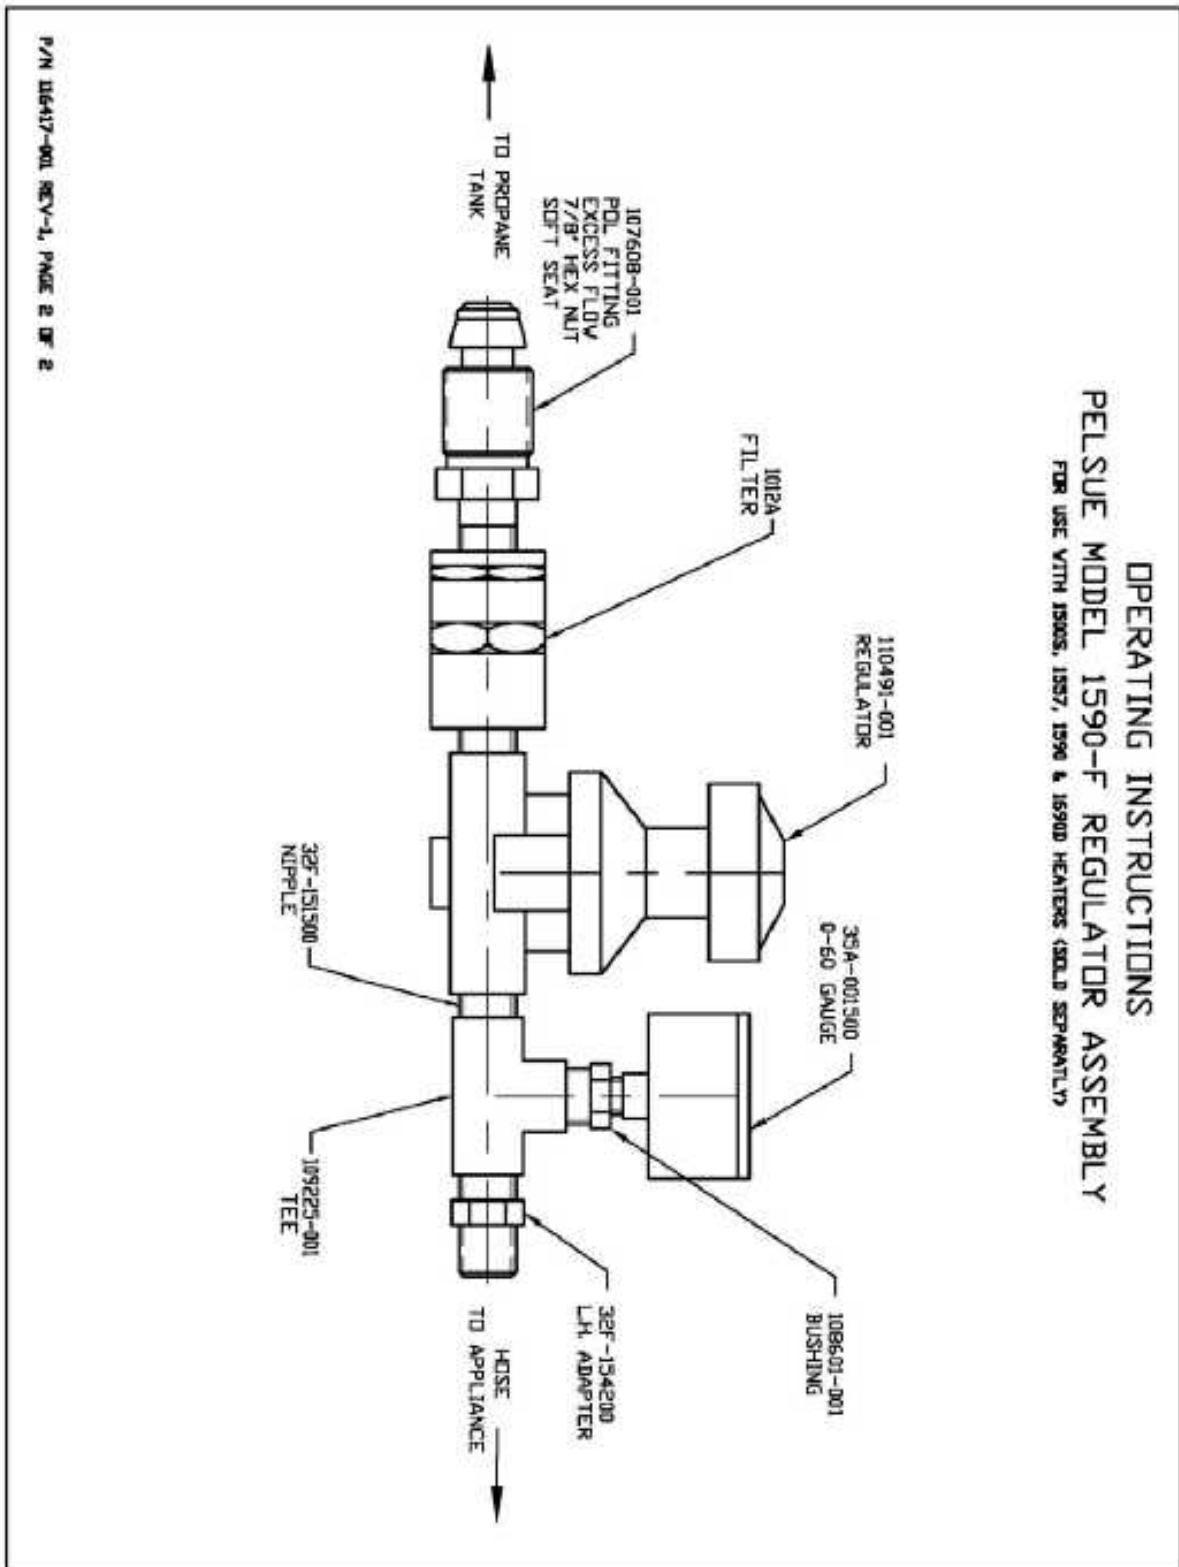 OPERATING INSTRUCTIONS
PELSUE MODEL 1590-F REGULATOR ASSEMBLY
FOR USE WITH 1500S, 1557, 1590 & 1690D HEATERS (SOLD SEPARATLY)
110491-001
REGULATOR
35A-001500
0-60 GAUGE
108601-001
BUSHING
1012A
FILTER
107608-001
POL FITTING
EXCESS FLOW
7/8" HEX NUT
SOFT SEAT
32F-154200
L.H. ADAPTER
TO PROPANE
TANK
HOSE
TO APPLIANCE
32F-151500
NIPPLE
109225-001
TEE
P/N 116417-001 REV-1, PAGE 2 OF 2